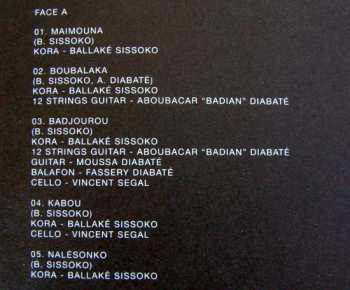 FACE A
01. MAIMOUNA
(B. SISSOKO)
KORA - BALLAKÉ SISSOKO
02. BOUBALAKA
(B. SISSOKO, A. DIABATÉ)
KORA - BALLAKÉ SISSOKO
12 STRINGS GUITAR - ABOUBACAR "BADIAN" DIABATÉ
03. BADJOUROU
(B. SISSOKO)
KORA - BALLAKÉ SISSOKO
12 STRINGS GUITAR - ABOUBACAR "BADIAN" DIABATÉ
GUITAR - MOUSSA DIABATÉ
BALAFON - FASSERY DIABATÉ
CELLO - VINCENT SEGAL
04. KABOU
(B. SISSOKO)
KORA - BALLAKÉ SISSOKO
CELLO - VINCENT SEGAL
05. NALÉSONKO
(B. SISSOKO)
KORA - BALLAKÉ SISSOKO